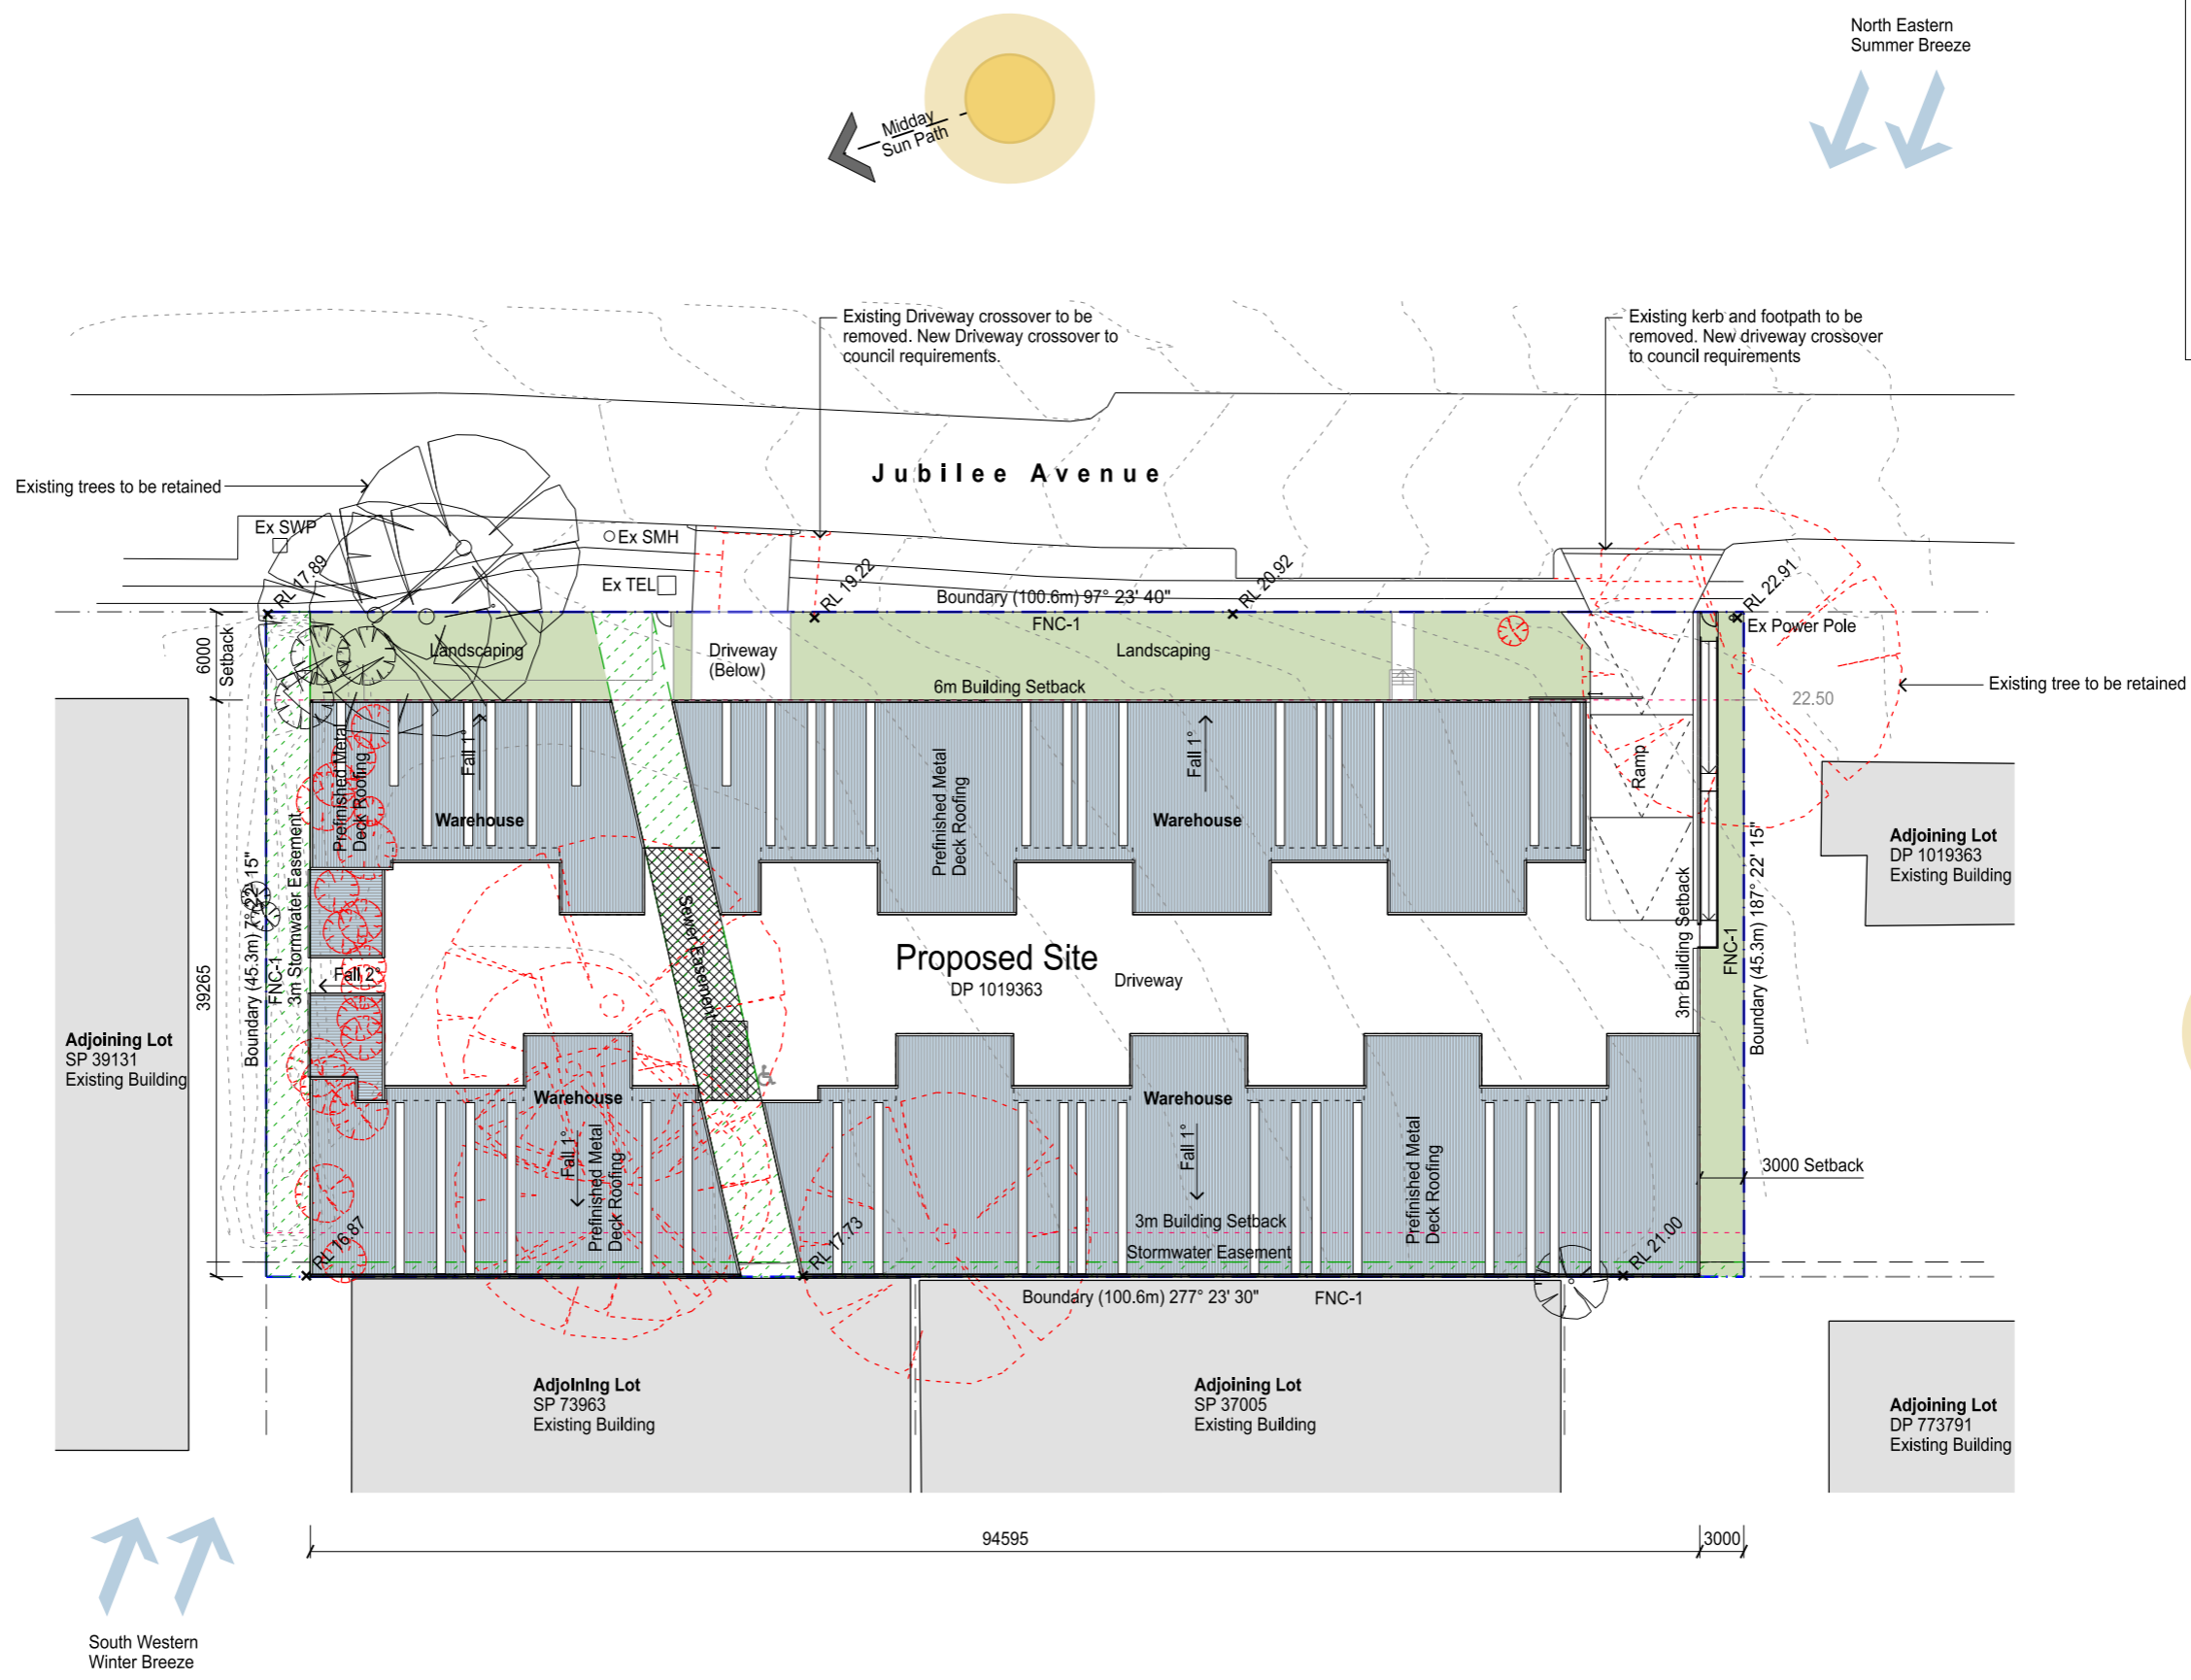 North Eastern
Summer Breeze
Midday
Sun Path
Existing Driveway crossover to be
removed. New Driveway crossover to
council requirements.
Existing kerb and footpath to be
removed. New driveway crossover
to council requirements
Jubilee Avenue
Existing trees to be retained
Ex SWP
Ex SMH
Ex TEL
RL 17.89
RL 19.22
Boundary (100.6m) 97° 23' 40"
RL 20.92
RL 22.91
Ex Power Pole
FNC-1
6000
Setback
Landscaping
Driveway
(Below)
Landscaping
6m Building Setback
Existing tree to be retained
22.50
Prefinished Metal
Deck Roofing
Fall 1°
Warehouse
Prefinished Metal
Deck Roofing
Fall 1°
Warehouse
Ramp
Adjoining Lot
DP 1019363
Existing Building
39265
Boundary (45.3m) 7° 22' 15"
FNC-1
3m Stormwater Easement
Fall 2°
Sewer Easement
Proposed Site
DP 1019363
Driveway
3m Building Setback
FNC-1
Boundary (45.3m) 187° 22' 15"
Adjoining Lot
SP 39131
Existing Building
Warehouse
Fall 1°
Prefinished Metal
Deck Roofing
Warehouse
Fall 1°
Prefinished Metal
Deck Roofing
3000 Setback
3m Building Setback
Stormwater Easement
RL 16.87
RL 17.73
RL 21.00
Boundary (100.6m) 277° 23' 30"
FNC-1
Adjoining Lot
SP 73963
Existing Building
Adjoining Lot
SP 37005
Existing Building
Adjoining Lot
DP 773791
Existing Building
94595
3000
South Western
Winter Breeze